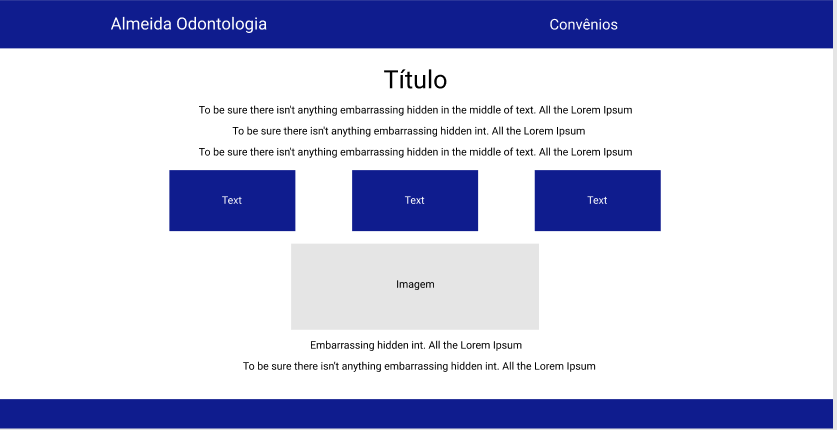 Almeida Odontologia Convênios
Título
To be sure there isn't anything embarrassing hidden in the middle of text. All the Lorem Ipsum
To be sure there isn't anything embarrassing hidden int. All the Lorem Ipsum
To be sure there isn't anything embarrassing hidden in the middle of text. All the Lorem Ipsum
Text Text Text
Imagem
Embarrassing hidden int. All the Lorem Ipsum
To be sure there isn't anything embarrassing hidden int. All the Lorem Ipsum